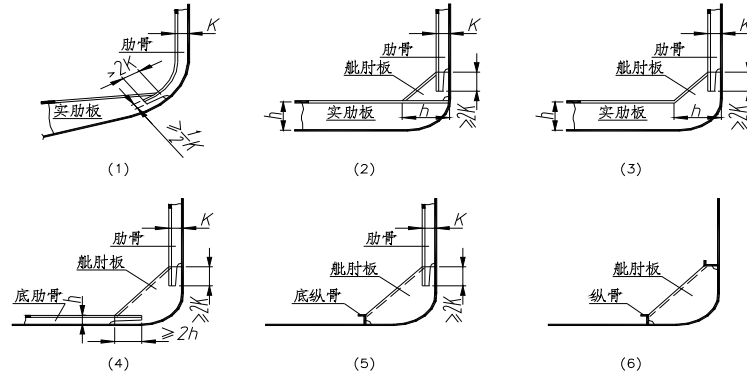 K
肋骨
≥2K
实肋板
≥1/2K
(1)
K
肋骨
舭肘板
h
实肋板
h
≥2K
(2)
K
肋骨
舭肘板
h
实肋板
h
≥2K
(3)
K
肋骨
舭肘板
底肋骨
h
≥2K
≥2h
(4)
K
肋骨
舭肘板
底纵骨
≥2K
(5)
舭肘板
纵骨
(6)